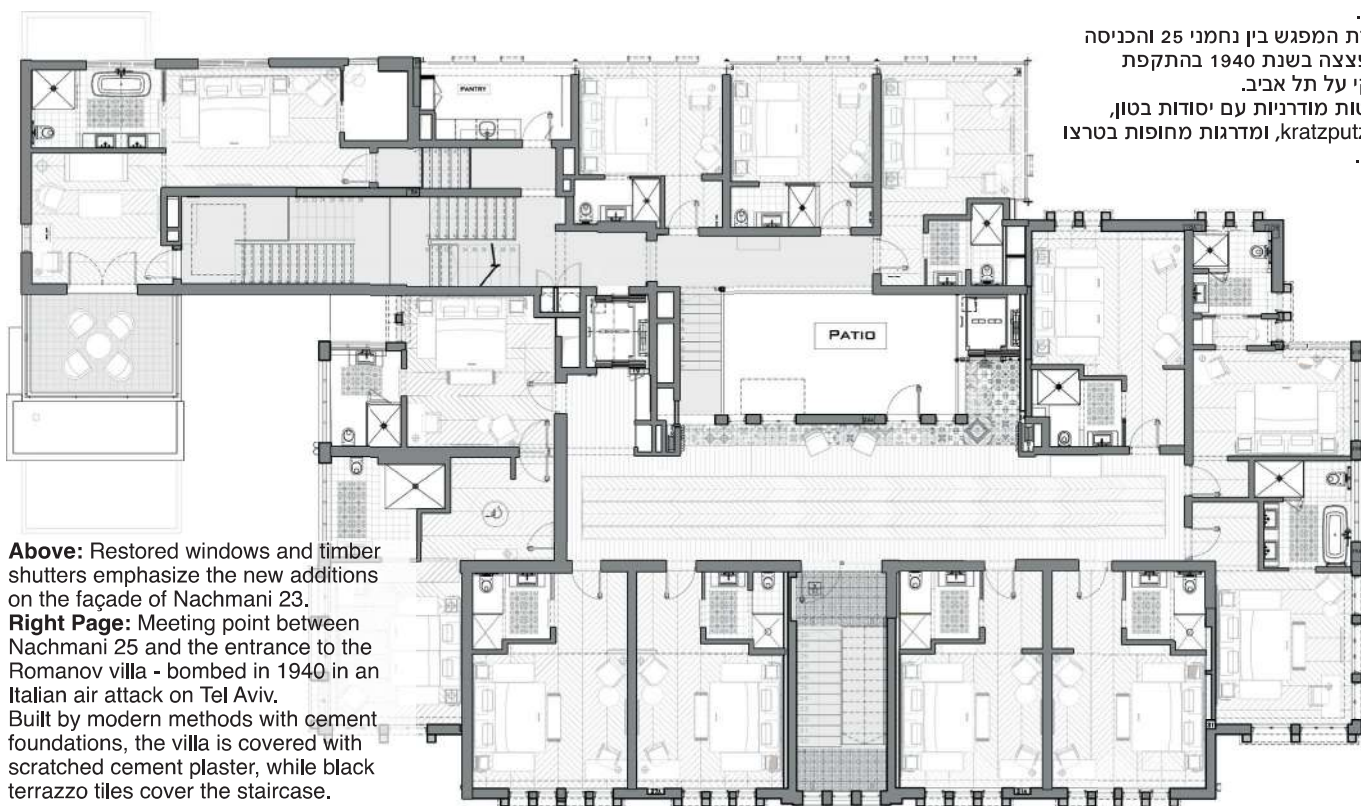 .
ת המפגש בין נחמני 25 והכניסה
צצה בשנת 1940 בהתקפת
קי על תל אביב.
טות מודרניות עם יסודות בטון,
kratzputz, ומדרגות מחופות בטרצו
.
PANTRY
PATIO
Above: Restored windows and timber
shutters emphasize the new additions
on the façade of Nachmani 23.
Right Page: Meeting point between
Nachmani 25 and the entrance to the
Romanov villa - bombed in 1940 in an
Italian air attack on Tel Aviv.
Built by modern methods with cement
foundations, the villa is covered with
scratched cement plaster, while black
terrazzo tiles cover the staircase.